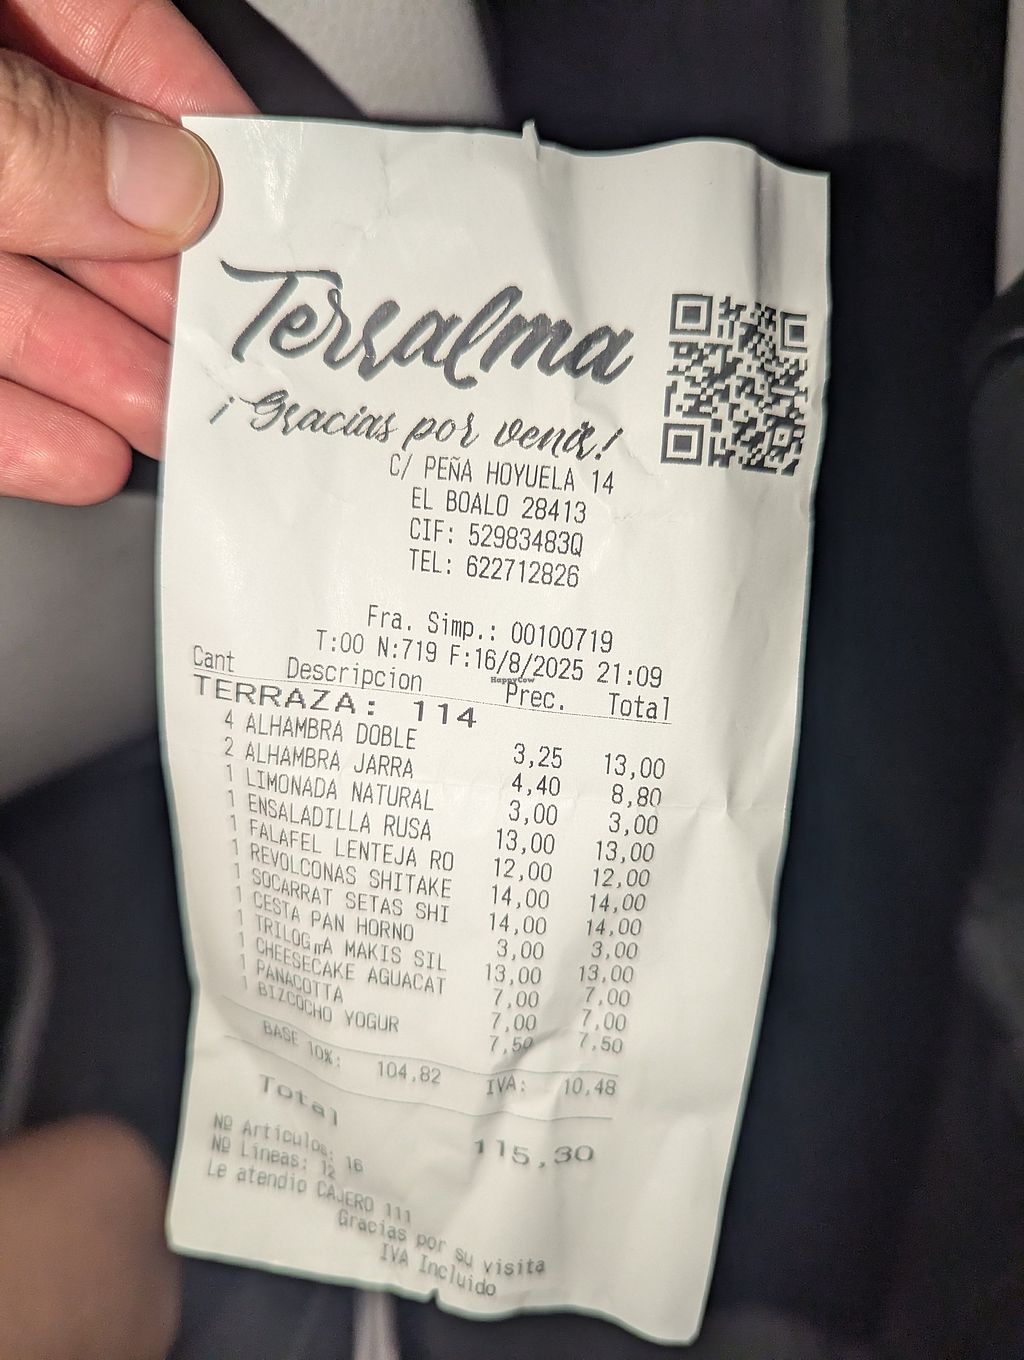 Tersalma
¡Gracias por venir!
C/ PEÑA HOYUELA 14
EL BOALO 28413
CIF: 52983483Q
TEL: 622712826
Fra. Simp.: 00100719
T:00 N:719 F:16/8/2025 21:09
Cant Descripcion Prec. Total
HappyCow
TERRAZA: 114
4 ALHAMBRA DOBLE 3,25 13,00
2 ALHAMBRA JARRA 4,40 8,80
1 LIMONADA NATURAL 3,00 3,00
1 ENSALADILLA RUSA 13,00 13,00
1 FALAFEL LENTEJA RO 12,00 12,00
1 REVOLCONAS SHITAKE 14,00 14,00
1 SOCARRAT SETAS SHI 14,00 14,00
1 CESTA PAN HORNO 3,00 3,00
1 MAKIS SIL 13,00 13,00
1 CHEESECAKE AGUACAT 7,00 7,00
1 PANACOTTA 7,00 7,00
1 BIZCOCHO YOGUR 7,50 7,50
BASE 10%: 104,82 IVA: 10,48
Total 115,30
Nº Artículos: 16
Nº Líneas: 12
Le atendio CAJERO 111
Gracias por su visita
IVA Incluido